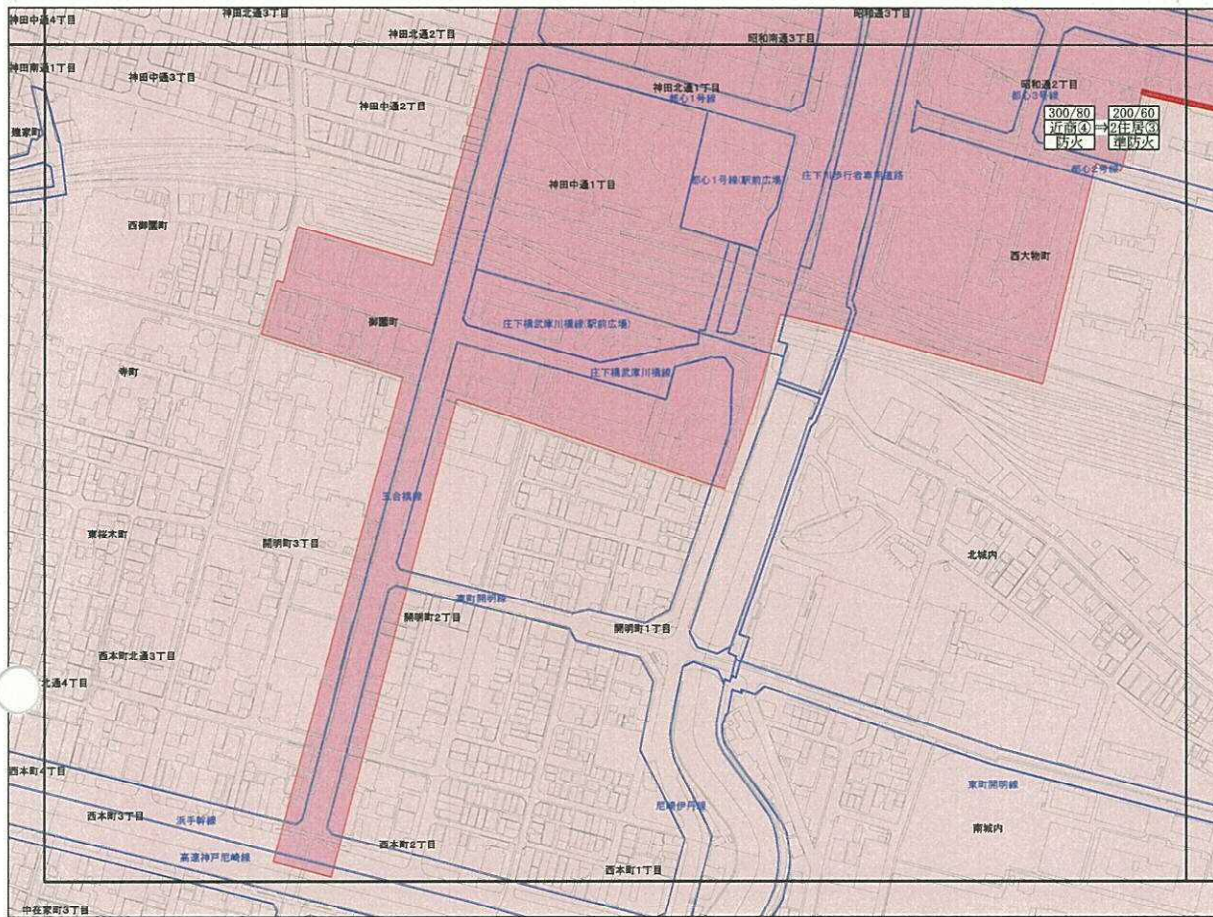 神田中通4丁目
神田北通3丁目
昭和通3丁目
神田北通2丁目
昭和南通3丁目
神田南通1丁目
神田中通3丁目
神田北通1丁目
都心1号線
昭和通2丁目
都心3号線
神田中通2丁目
300/80
近商④
防火
⇒
200/60
2住居③
準防火
神田中通1丁目
都心1号線(駅前広場)
庄下川歩行者専用道路
都心2号線
西御園町
西大物町
御園町
庄下橋武庫川橋線(駅前広場)
寺町
庄下橋武庫川橋線
五合橋線
東桜木町
開明町3丁目
北城内
東町開明線
開明町2丁目
開明町1丁目
西本町北通3丁目
北通4丁目
西本町4丁目
東町開明線
尼崎伊丹線
西本町3丁目
浜手幹線
南城内
西本町2丁目
高速神戸尼崎線
西本町1丁目
中在家町3丁目